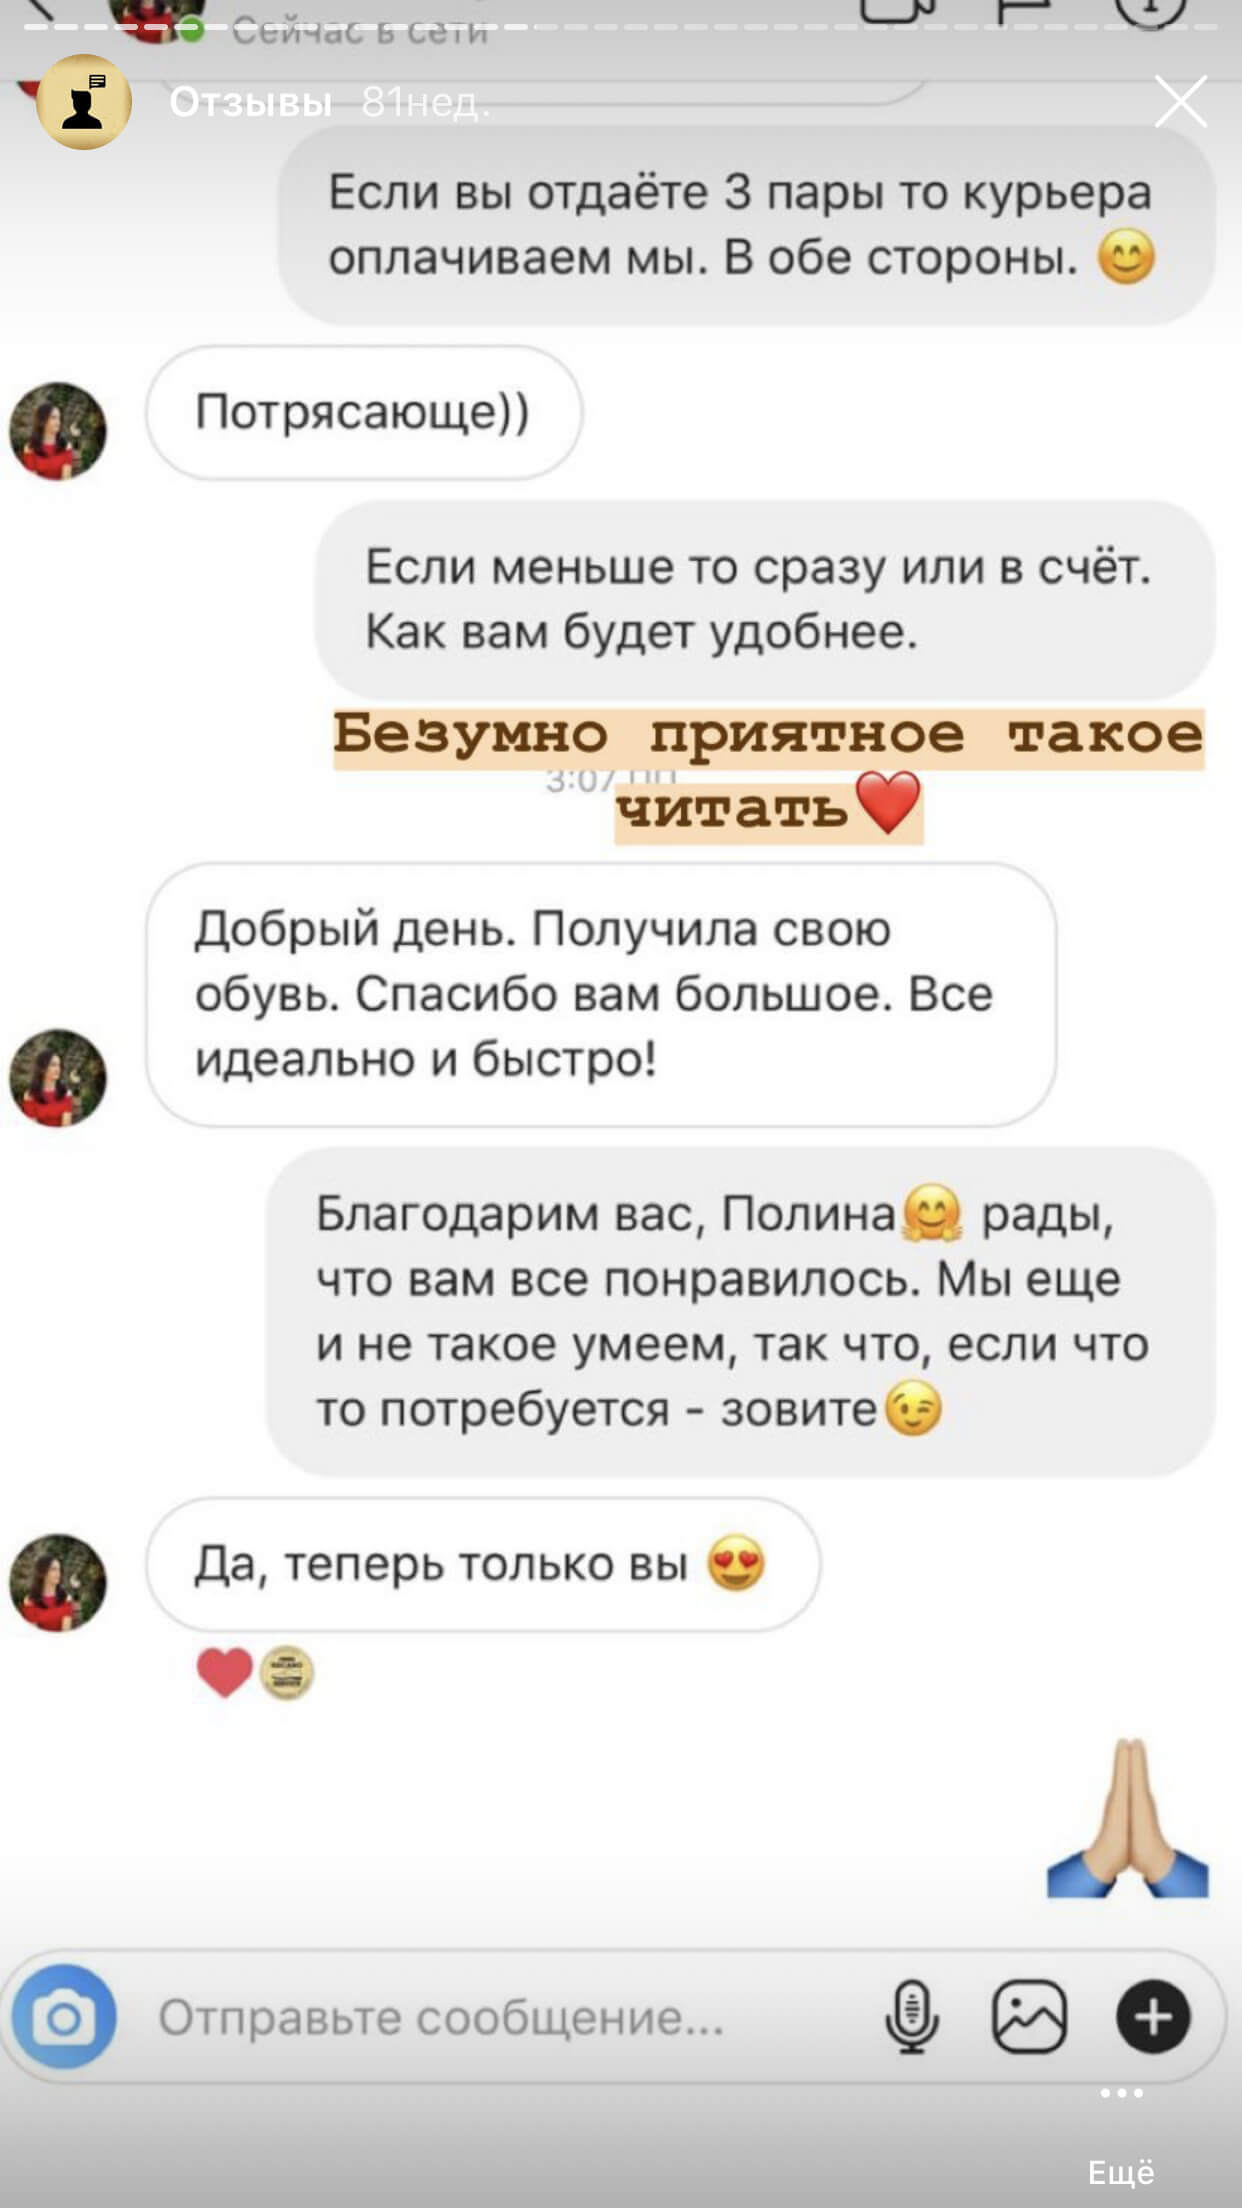 Сейчас в сети
Отзывы 81нед.
Если вы отдаёте 3 пары то курьера
оплачиваем мы. В обе стороны. 😊
Потрясающе))
Если меньше то сразу или в счёт.
Как вам будет удобнее.
Безумно приятное такое
3:07 ПП
читать❤️
Добрый день. Получила свою
обувь. Спасибо вам большое. Все
идеально и быстро!
Благодарим вас, Полина🤗 рады,
что вам все понравилось. Мы еще
и не такое умеем, так что, если что
то потребуется - зовите😉
Да, теперь только вы 😍
Отправьте сообщение...
Ещё